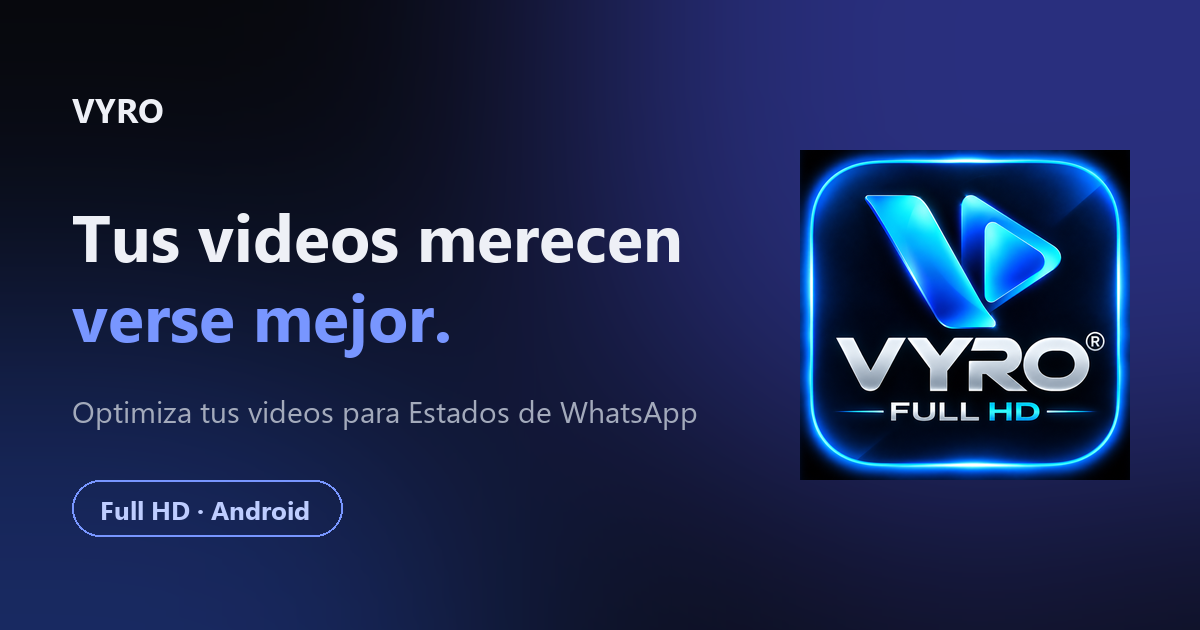 VYRO
Tus videos merecen
verse mejor.
Optimiza tus videos para Estados de WhatsApp
Full HD · Android
VYRO®
FULL HD